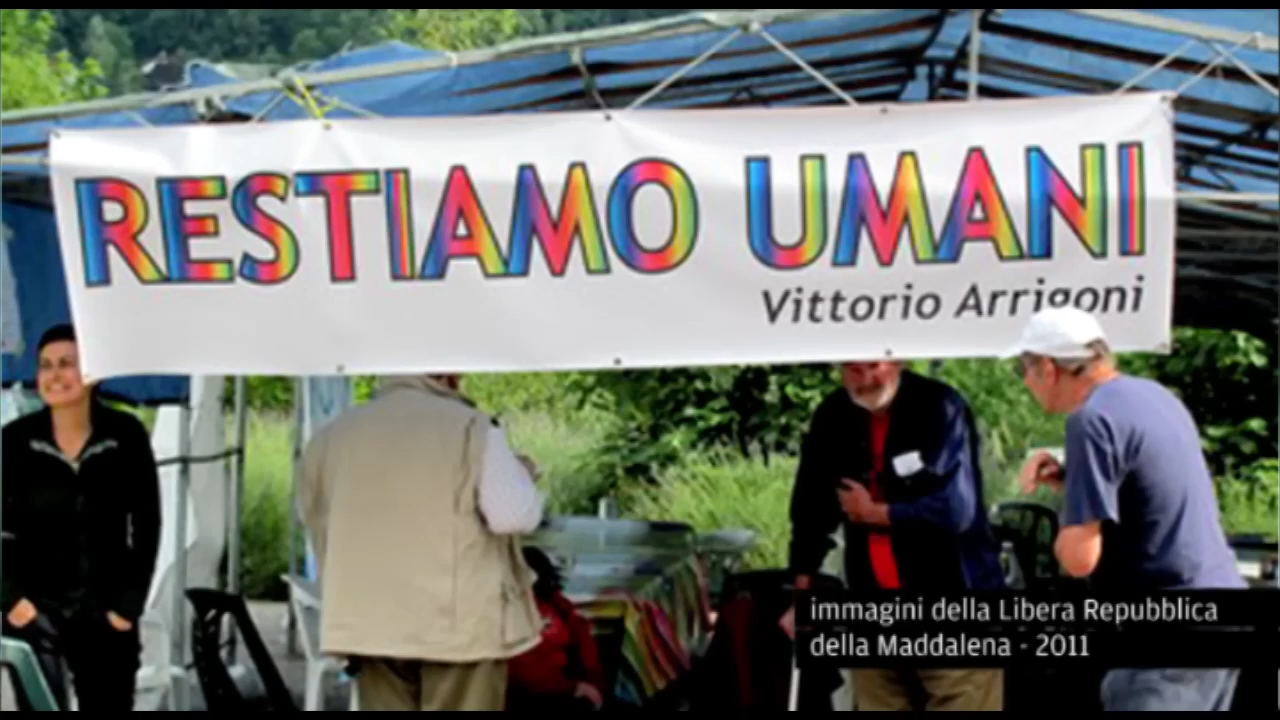 RESTIAMO UMANI
Vittorio Arrigoni
immagini della Libera Repubblica
della Maddalena - 2011